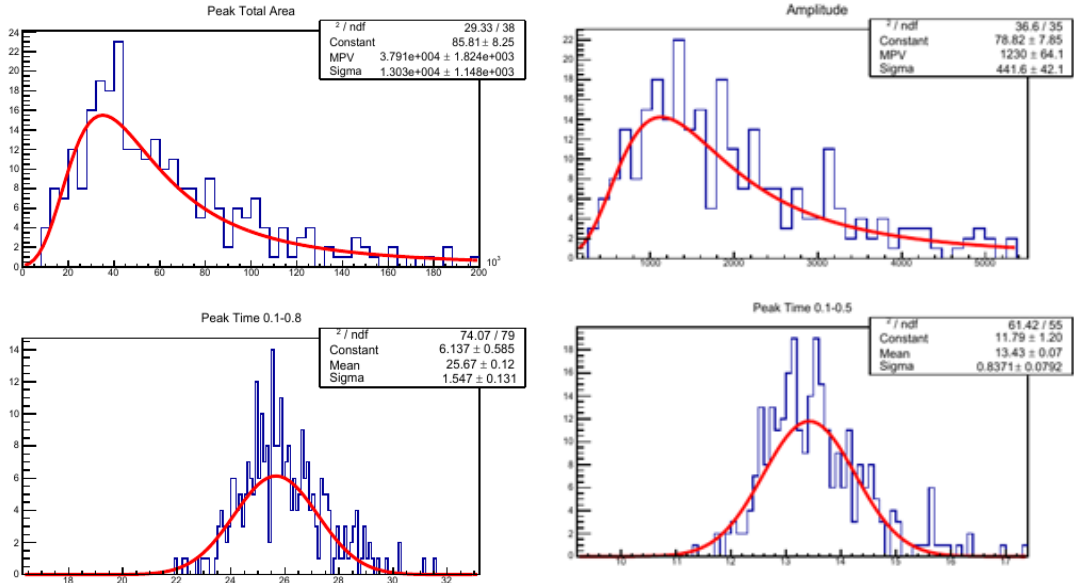 Peak Total Area
2 / ndf 29.33 / 38
Constant 85.81 ± 8.25
MPV 3.791e+004 ± 1.824e+003
Sigma 1.303e+004 ± 1.148e+003
24
22
20
18
16
14
12
10
8
6
4
2
0
0 20 40 60 80 100 120 140 160 180 200
10³
Amplitude
2 / ndf 36.6 / 35
Constant 78.82 ± 7.85
MPV 1230 ± 64.1
Sigma 441.6 ± 42.1
22
20
18
16
14
12
10
8
6
4
2
0
1000 2000 3000 4000 5000
Peak Time 0.1-0.8
2 / ndf 74.07 / 79
Constant 6.137 ± 0.585
Mean 25.67 ± 0.12
Sigma 1.547 ± 0.131
14
12
10
8
6
4
2
0
18 20 22 24 26 28 30 32
Peak Time 0.1-0.5
2 / ndf 61.42 / 55
Constant 11.79 ± 1.20
Mean 13.43 ± 0.07
Sigma 0.8371± 0.0792
18
16
14
12
10
8
6
4
2
0
10 11 12 13 14 15 16 17